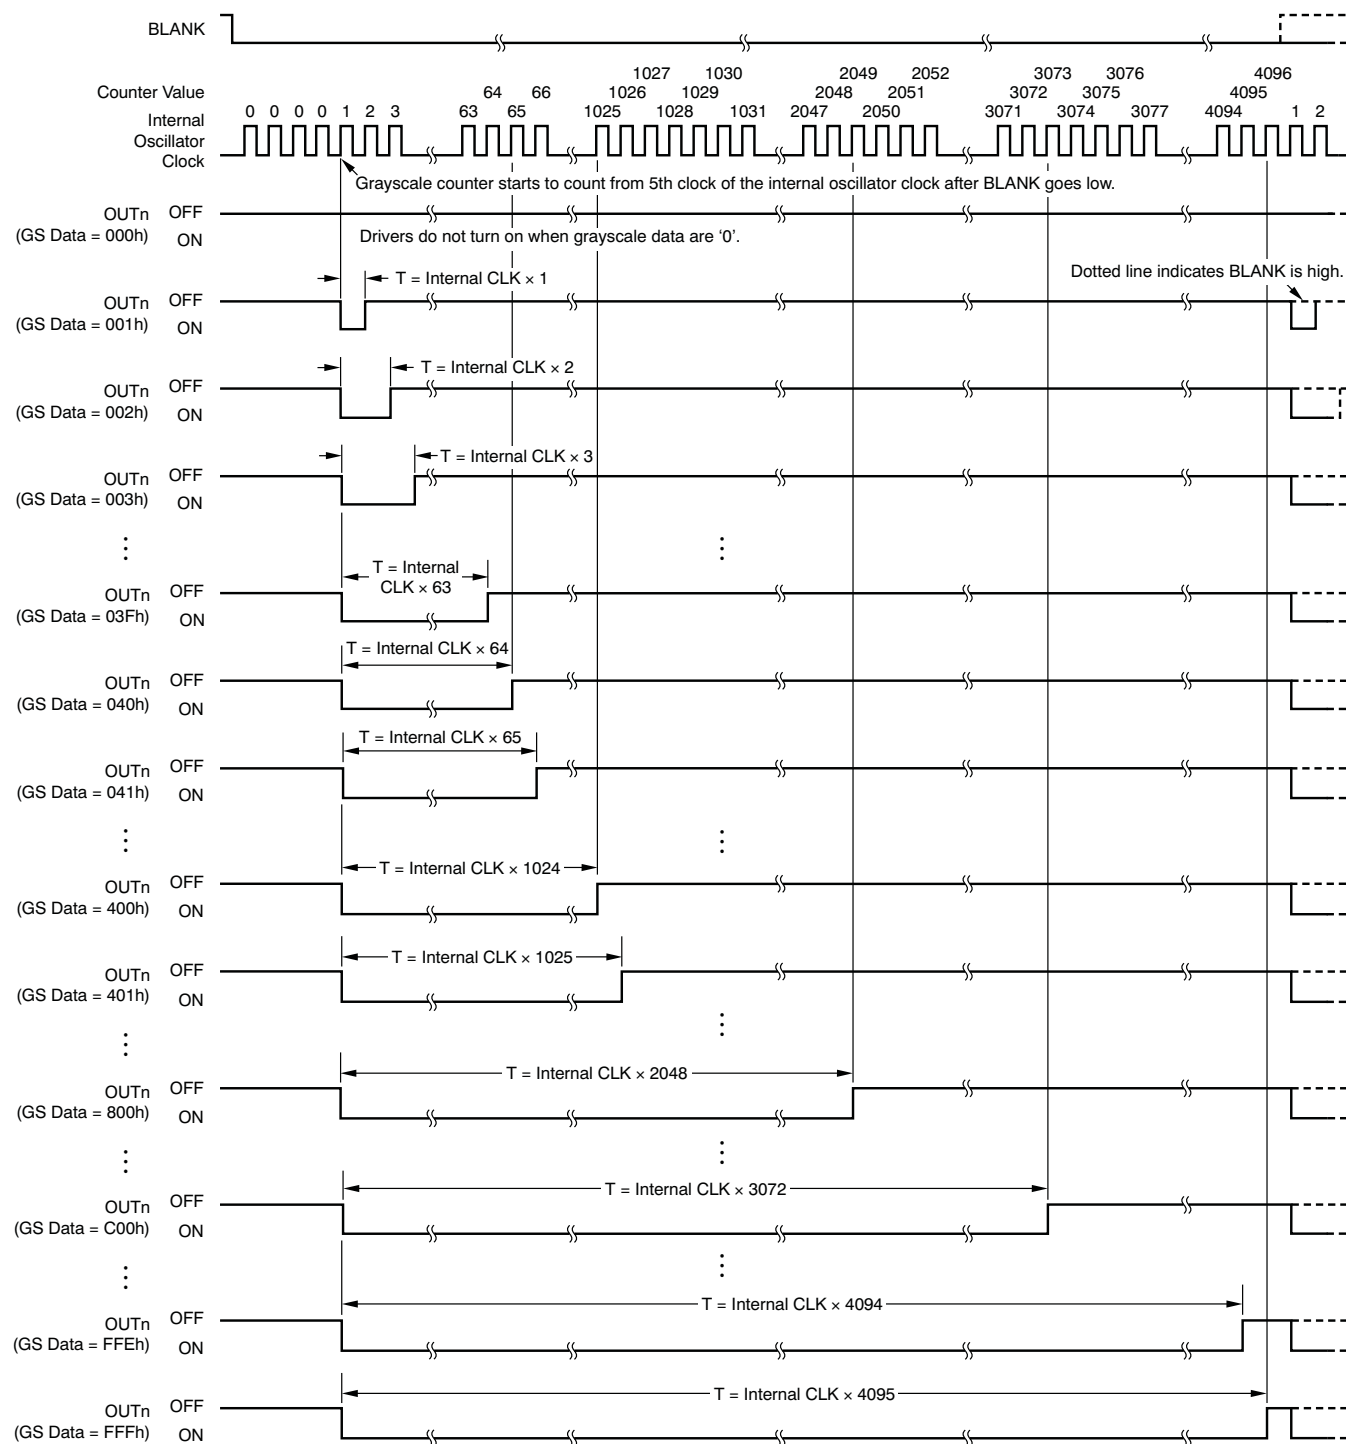 BLANK
1027 1030 2049 2052 3073 3076 4096
Counter Value 64 66 1026 1029 2048 2051 3072 3075 4095
0 0 0 0 1 2 3 63 65 1025 1028 1031 2047 2050 3071 3074 3077 4094 1 2
Internal
Oscillator
Clock
Grayscale counter starts to count from 5th clock of the internal oscillator clock after BLANK goes low.
OUTn OFF
(GS Data = 000h) ON
Drivers do not turn on when grayscale data are ‘0’.
T = Internal CLK × 1
Dotted line indicates BLANK is high.
OUTn OFF
(GS Data = 001h) ON
T = Internal CLK × 2
OUTn OFF
(GS Data = 002h) ON
T = Internal CLK × 3
OUTn OFF
(GS Data = 003h) ON
T = Internal
CLK × 63
OUTn OFF
(GS Data = 03Fh) ON
T = Internal CLK × 64
OUTn OFF
(GS Data = 040h) ON
T = Internal CLK × 65
OUTn OFF
(GS Data = 041h) ON
T = Internal CLK × 1024
OUTn OFF
(GS Data = 400h) ON
T = Internal CLK × 1025
OUTn OFF
(GS Data = 401h) ON
T = Internal CLK × 2048
OUTn OFF
(GS Data = 800h) ON
T = Internal CLK × 3072
OUTn OFF
(GS Data = C00h) ON
T = Internal CLK × 4094
OUTn OFF
(GS Data = FFEh) ON
T = Internal CLK × 4095
OUTn OFF
(GS Data = FFFh) ON